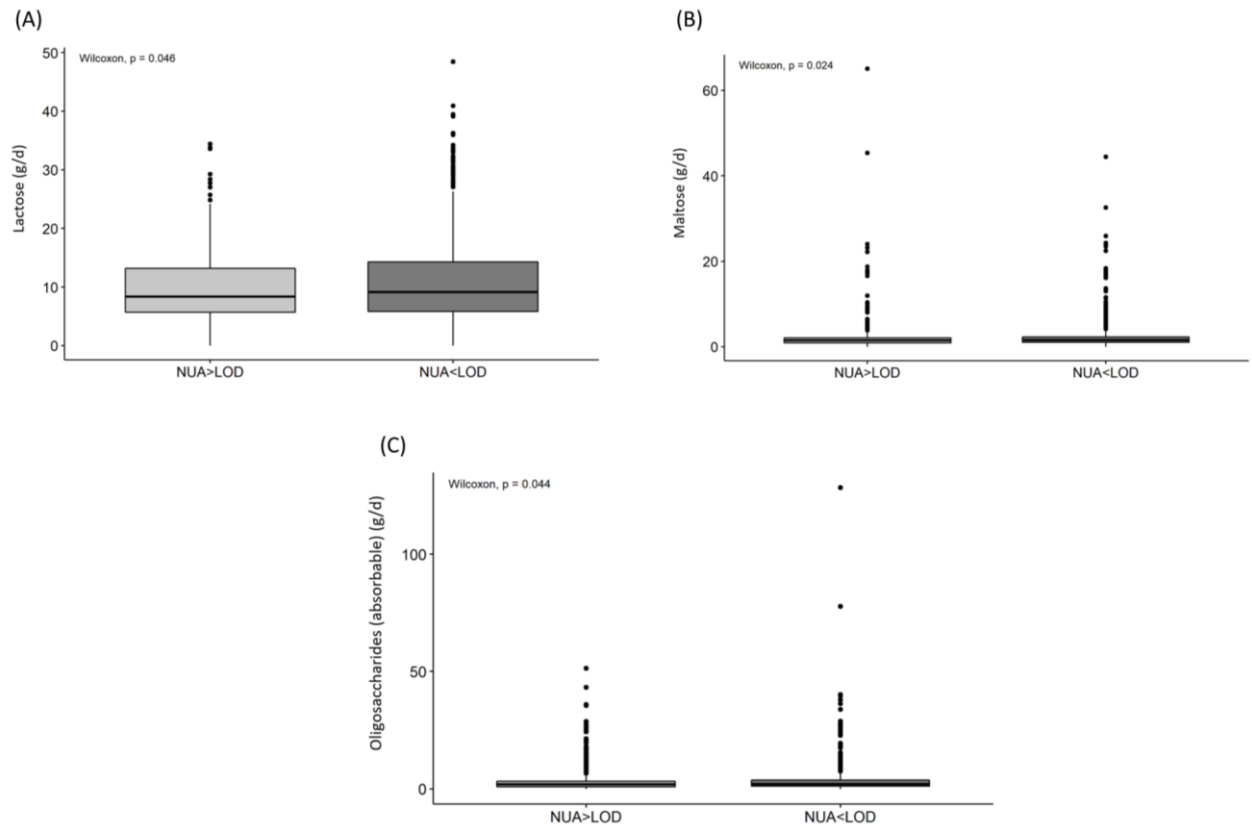 (A)
Wilcoxon, p = 0.046
Lactose (g/d)
50
40
30
20
10
0
NUA>LOD
NUA<LOD
(B)
Wilcoxon, p = 0.024
Maltose (g/d)
60
40
20
0
NUA>LOD
NUA<LOD
(C)
Wilcoxon, p = 0.044
Oligosaccharides (absorbable) (g/d)
100
50
0
NUA>LOD
NUA<LOD